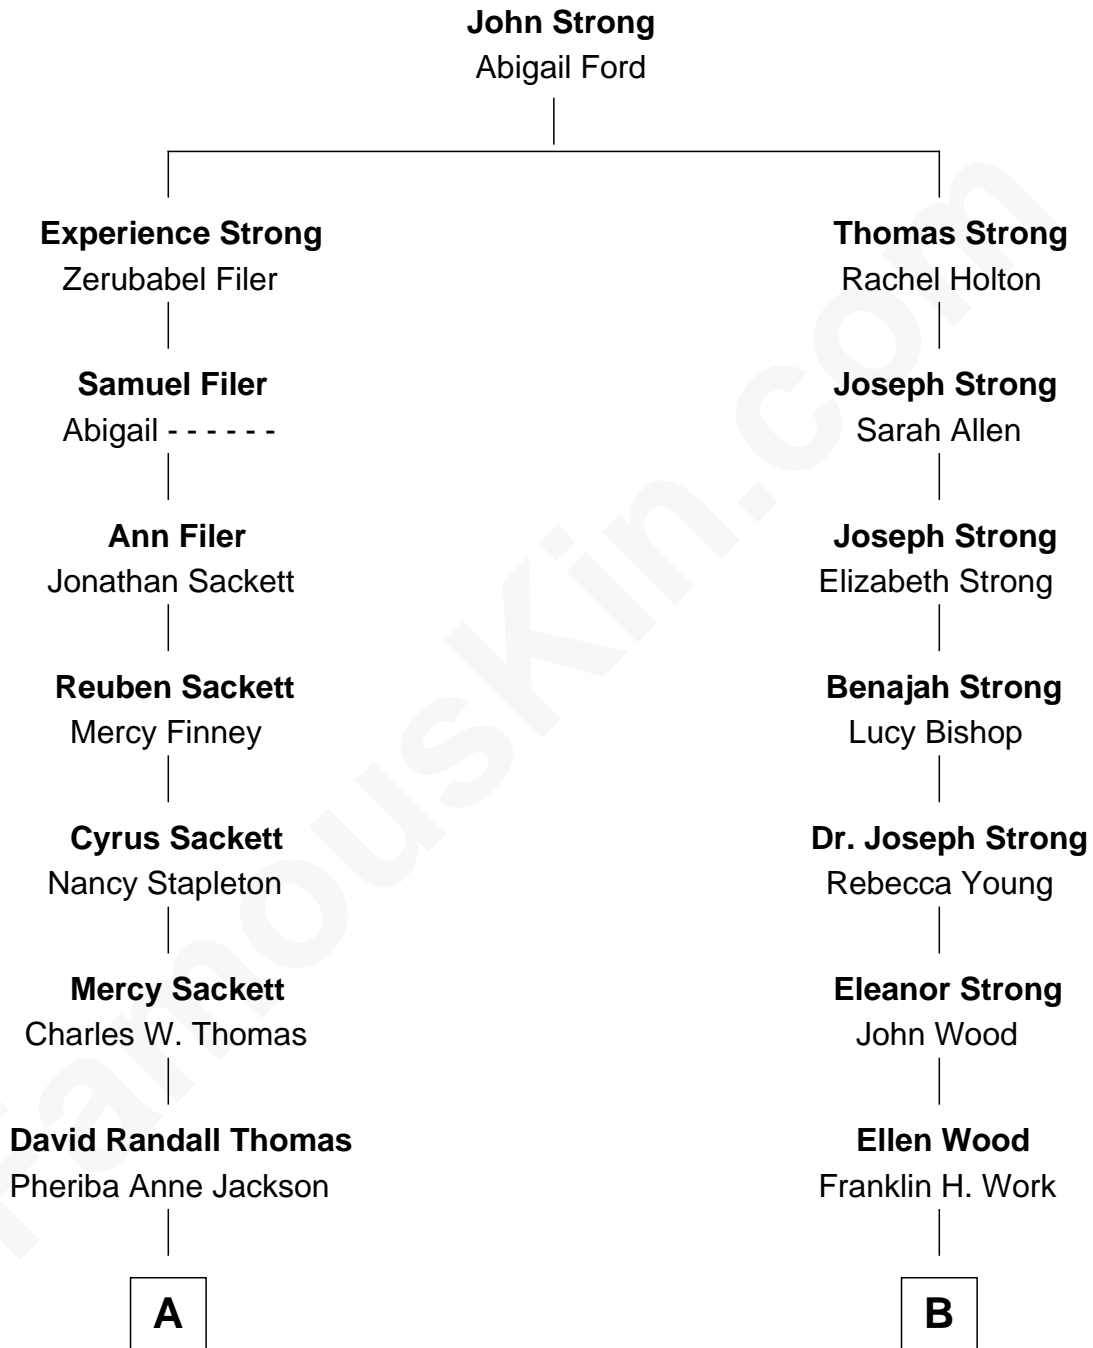 John Strong
Abigail Ford
Experience Strong
Zerubabel Filer
Thomas Strong
Rachel Holton
Samuel Filer
Abigail - - - - - -
Joseph Strong
Sarah Allen
Ann Filer
Jonathan Sackett
Joseph Strong
Elizabeth Strong
Reuben Sackett
Mercy Finney
Benajah Strong
Lucy Bishop
Cyrus Sackett
Nancy Stapleton
Dr. Joseph Strong
Rebecca Young
Mercy Sackett
Charles W. Thomas
Eleanor Strong
John Wood
David Randall Thomas
Pheriba Anne Jackson
Ellen Wood
Franklin H. Work
A
B
FamousKin.com